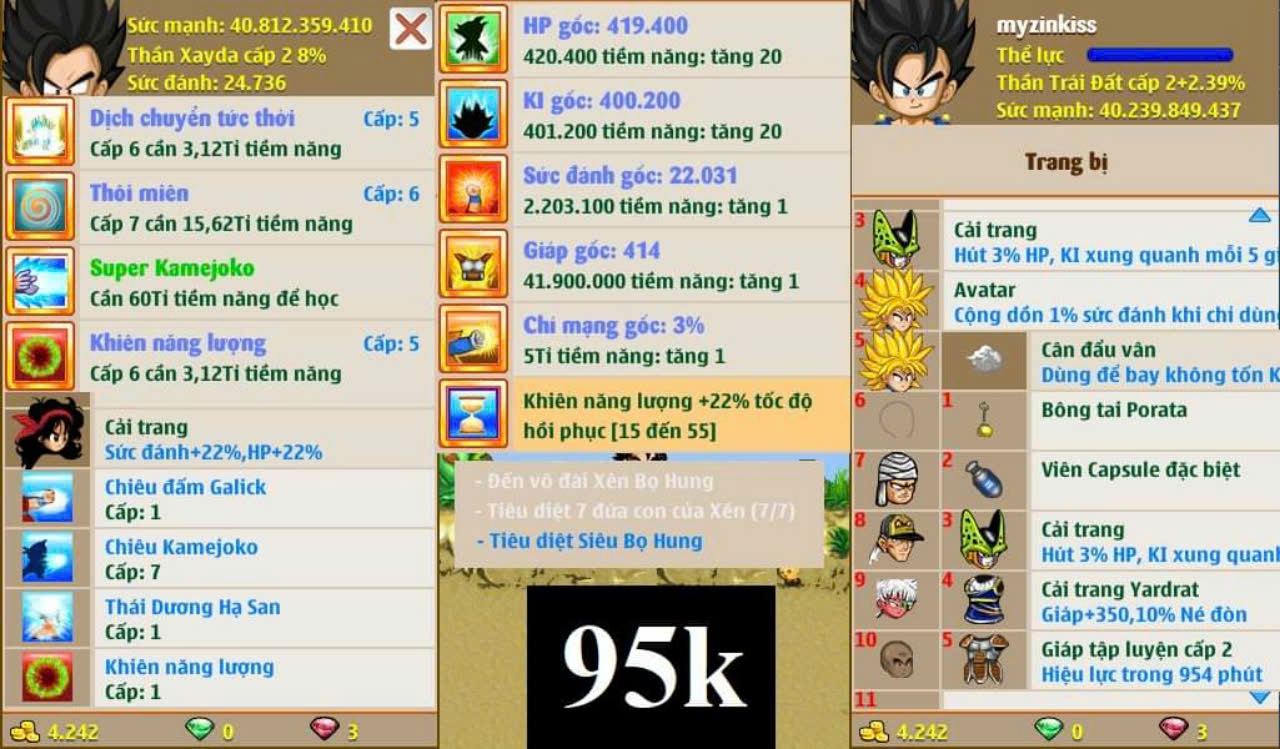 Sức mạnh: 40.812.359.410
Thần Xayda cấp 2 8%
Sức đánh: 24.736
Dịch chuyển tức thời
Cấp: 5
Cấp 6 cần 3,12Tỉ tiềm năng
Thôi miên
Cấp: 6
Cấp 7 cần 15,62Tỉ tiềm năng
Super Kamejoko
Cần 60Tỉ tiềm năng để học
Khiên năng lượng
Cấp: 5
Cấp 6 cần 3,12Tỉ tiềm năng
Cải trang
Sức đánh+22%,HP+22%
Chiêu đấm Galick
Cấp: 1
Chiêu Kamejoko
Cấp: 7
Thái Dương Hạ San
Cấp: 1
Khiên năng lượng
Cấp: 1
4.242
0
3
HP gốc: 419.400
420.400 tiềm năng: tăng 20
KI gốc: 400.200
401.200 tiềm năng: tăng 20
Sức đánh gốc: 22.031
2.203.100 tiềm năng: tăng 1
Giáp gốc: 414
41.900.000 tiềm năng: tăng 1
Chí mạng gốc: 3%
5Tỉ tiềm năng: tăng 1
Khiên năng lượng +22% tốc độ
hồi phục [15 đến 55]
- Đến võ đài Xên Bọ Hung
- Tiêu diệt 7 đứa con của Xên (7/7)
- Tiêu diệt Siêu Bọ Hung
95k
myzinkiss
Thể lực
Thần Trái Đất cấp 2+2.39%
Sức mạnh: 40.239.849.437
Trang bị
3
Cải trang
Hút 3% HP, KI xung quanh mỗi 5 gi
4
Avatar
Cộng dồn 1% sức đánh khi chỉ dùng
5
Cân đẩu vân
Dùng để bay không tốn K
6
1
Bông tai Porata
7
2
Viên Capsule đặc biệt
8
3
Cải trang
Hút 3% HP, KI xung quanh
9
4
Cải trang Yardrat
Giáp+350,10% Né đòn
10
5
Giáp tập luyện cấp 2
Hiệu lực trong 954 phút
11
4.242
0
3